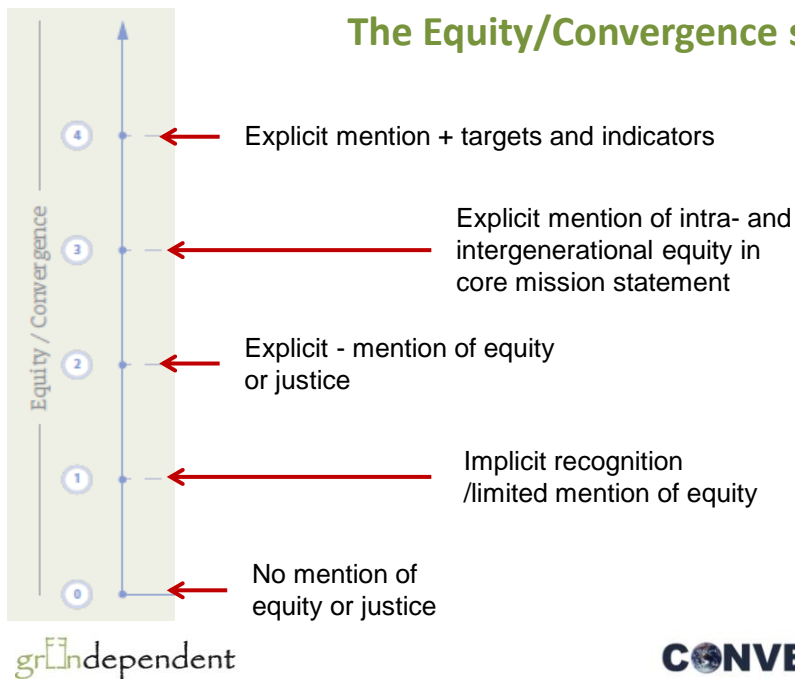 The Equity/Convergence s
4
Explicit mention + targets and indicators
Equity / Convergence
3
Explicit mention of intra- and
intergenerational equity in
core mission statement
2
Explicit - mention of equity
or justice
1
Implicit recognition
/limited mention of equity
0
No mention of
equity or justice
grEndependent
CONVE